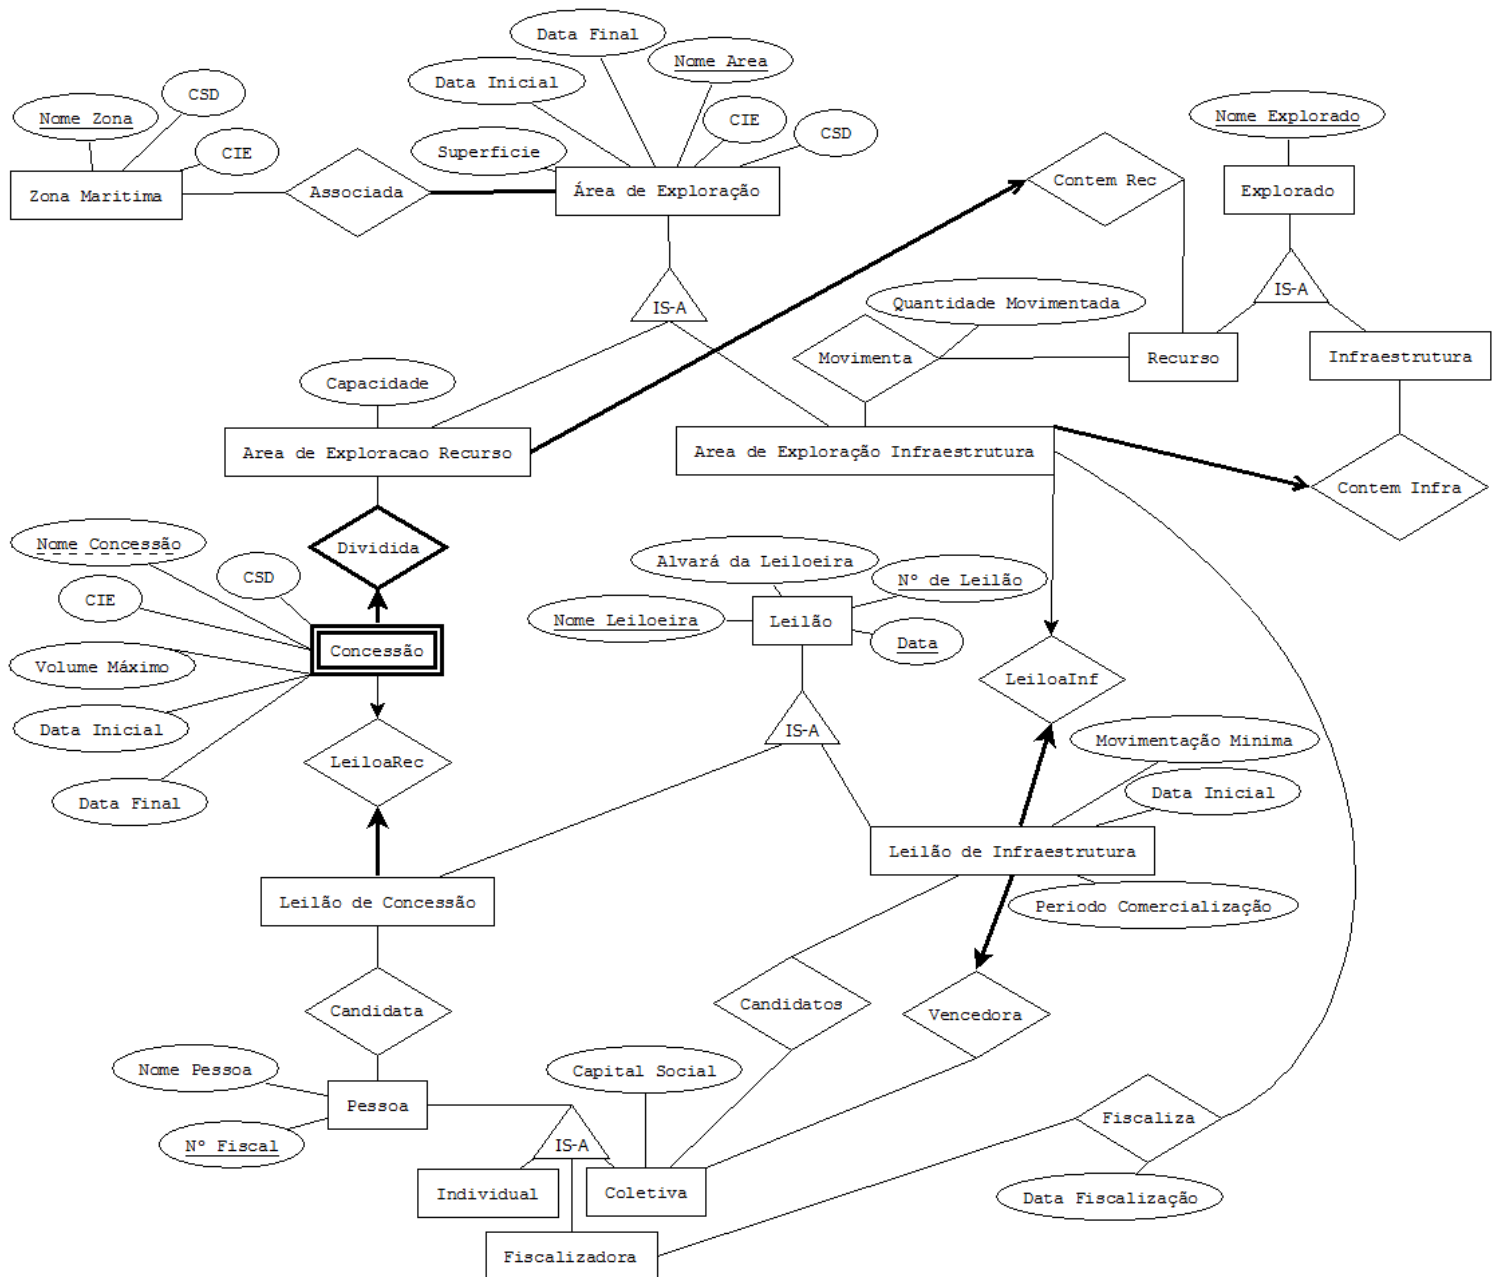 Data Final
Nome Area
Data Inicial
CSD
Nome Zona
CIE
CSD
Nome Explorado
CIE
Superficie
Zona Maritima
Associada
Área de Exploração
Contem Rec
Explorado
IS-A
IS-A
Quantidade Movimentada
Movimenta
Recurso
Infraestrutura
Capacidade
Area de Exploracao Recurso
Area de Exploração Infraestrutura
Contem Infra
Nome Concessão
Dividida
Alvará da Leiloeira
CSD
Nº de Leilão
CIE
Nome Leiloeira
Leilão
Data
Concessão
Volume Máximo
LeiloaInf
Data Inicial
IS-A
Movimentação Minima
LeiloaRec
Data Inicial
Data Final
Leilão de Infraestrutura
Leilão de Concessão
Periodo Comercialização
Candidata
Candidatos
Vencedora
Nome Pessoa
Capital Social
Pessoa
Fiscaliza
Nº Fiscal
IS-A
Individual
Coletiva
Data Fiscalização
Fiscalizadora